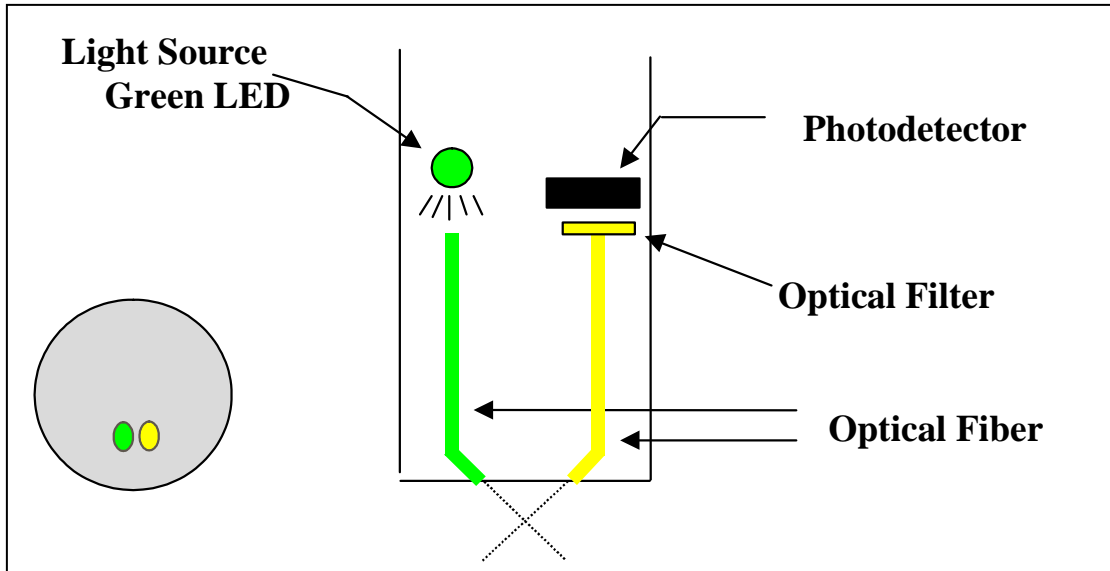 Light Source
Green LED
Photodetector
Optical Filter
Optical Fiber